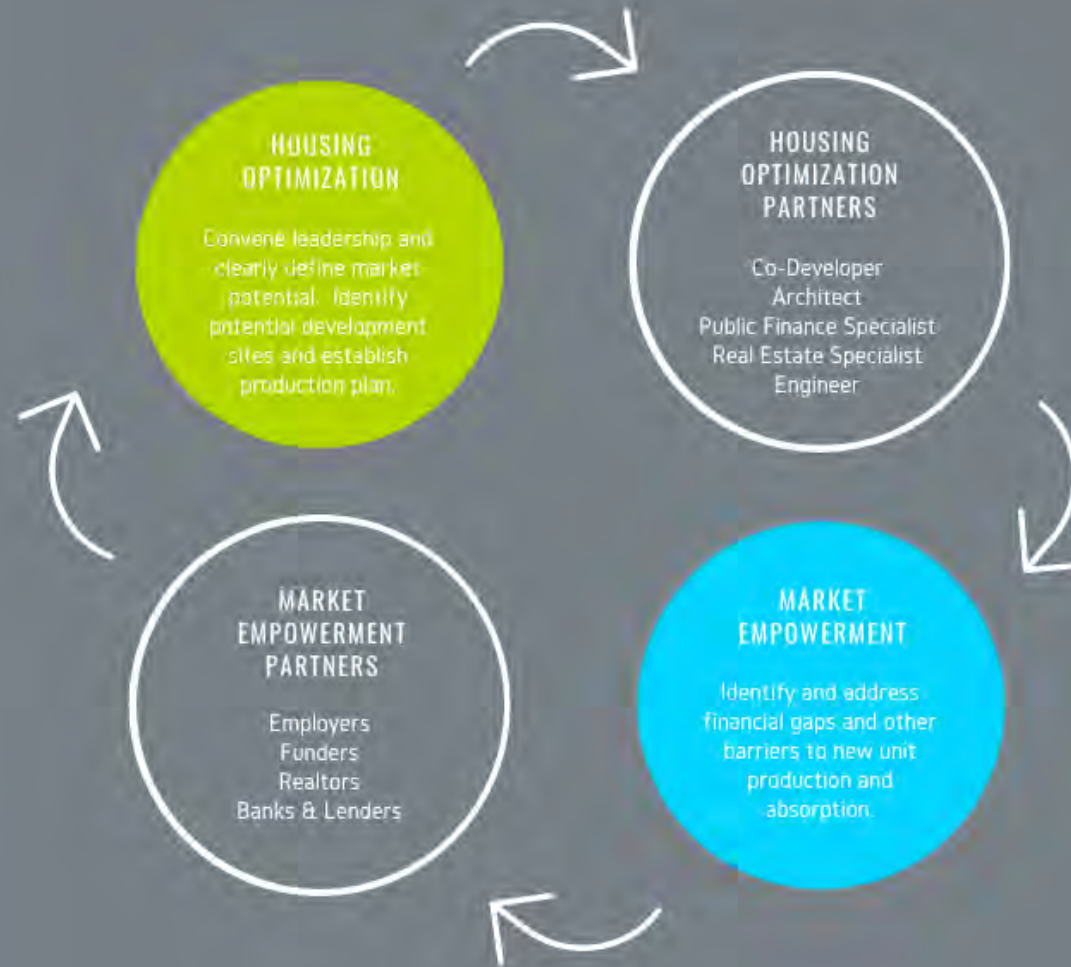 HOUSING
OPTIMIZATION
Convene leadership and
clearly define market
potential. Identify
potential development
sites and establish
production plan.
HOUSING
OPTIMIZATION
PARTNERS
Co-Developer
Architect
Public Finance Specialist
Real Estate Specialist
Engineer
MARKET
EMPOWERMENT
PARTNERS
Employers
Funders
Realtors
Banks & Lenders
MARKET
EMPOWERMENT
Identify and address
financial gaps and other
barriers to new unit
production and
absorption.